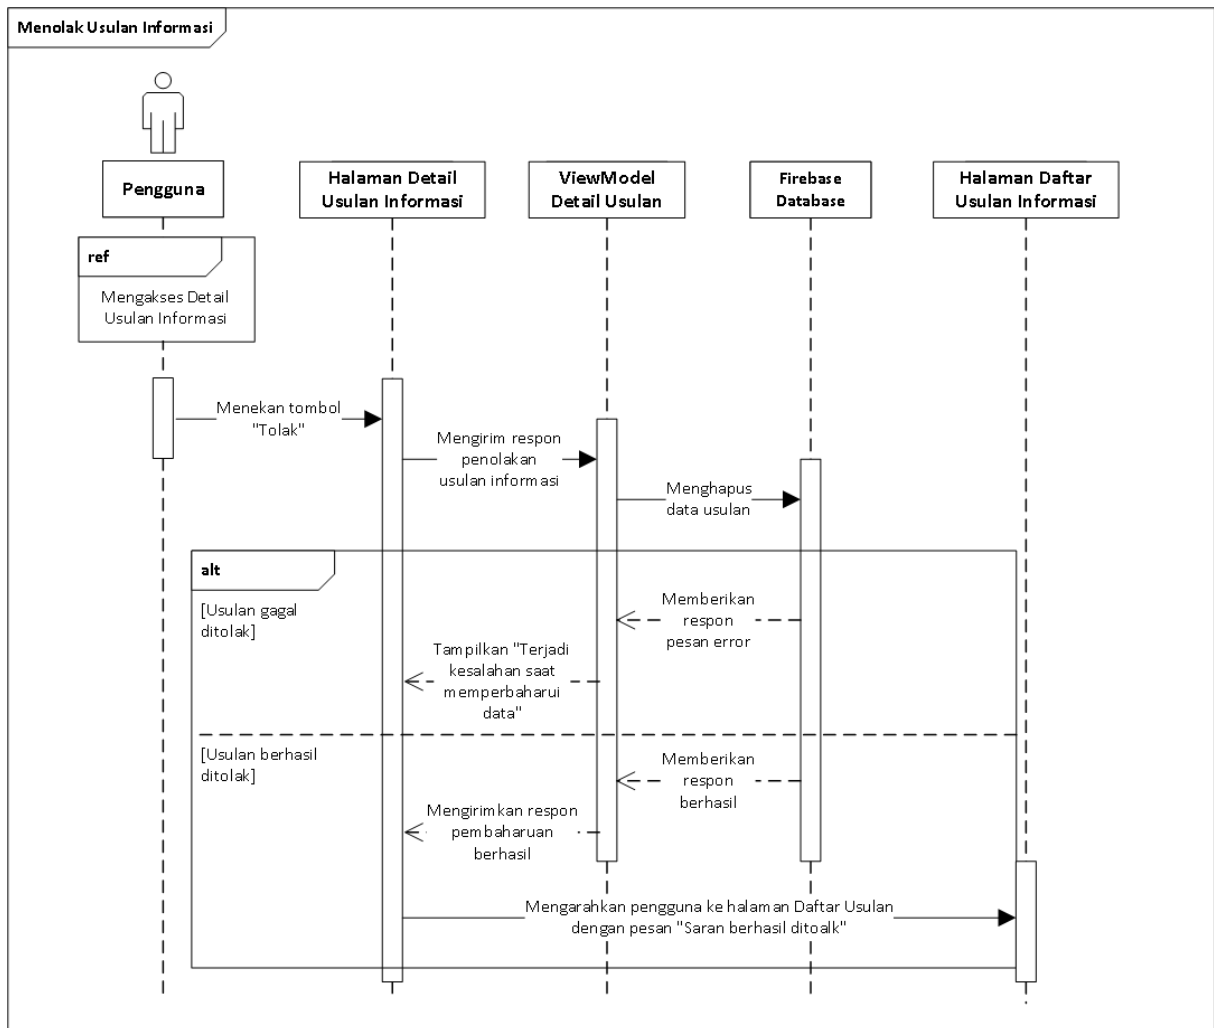 Menolak Usulan Informasi
Pengguna
Halaman Detail
Usulan Informasi
ViewModel
Detail Usulan
Firebase
Database
Halaman Daftar
Usulan Informasi
ref
Mengakses Detail
Usulan Informasi
Menekan tombol
"Tolak"
Mengirim respon
penolakan
usulan informasi
Menghapus
data usulan
alt
[Usulan gagal
ditolak]
Memberikan
respon
pesan error
Tampilkan "Terjadi
kesalahan saat
memperbaharui
data"
[Usulan berhasil
ditolak]
Memberikan
respon
berhasil
Mengirimkan respon
pembaharuan
berhasil
Mengarahkan pengguna ke halaman Daftar Usulan
dengan pesan "Saran berhasil ditoalk"